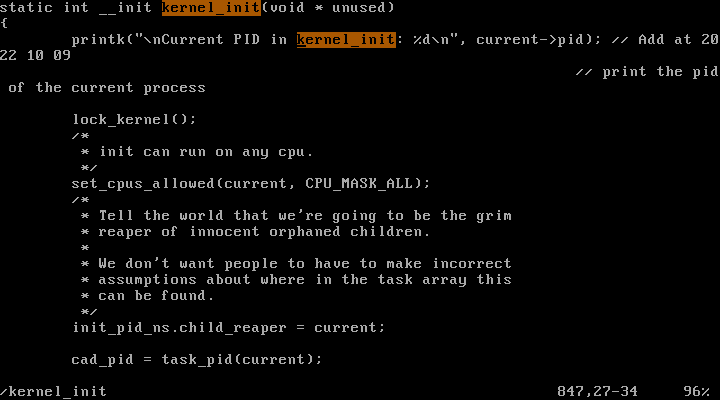 static int __init kernel_init(void * unused)
{
        printk("\nCurrent PID in kernel_init: %d\n", current->pid); // Add at 20
22 10 09
                                                                // print the pid
 of the current process

        lock_kernel();
        /*
         * init can run on any cpu.
         */
        set_cpus_allowed(current, CPU_MASK_ALL);
        /*
         * Tell the world that we're going to be the grim
         * reaper of innocent orphaned children.
         *
         * We don't want people to have to make incorrect
         * assumptions about where in the task array this
         * can be found.
         */
        init_pid_ns.child_reaper = current;

        cad_pid = task_pid(current);

/kernel_init                                                  847,27-34     96%